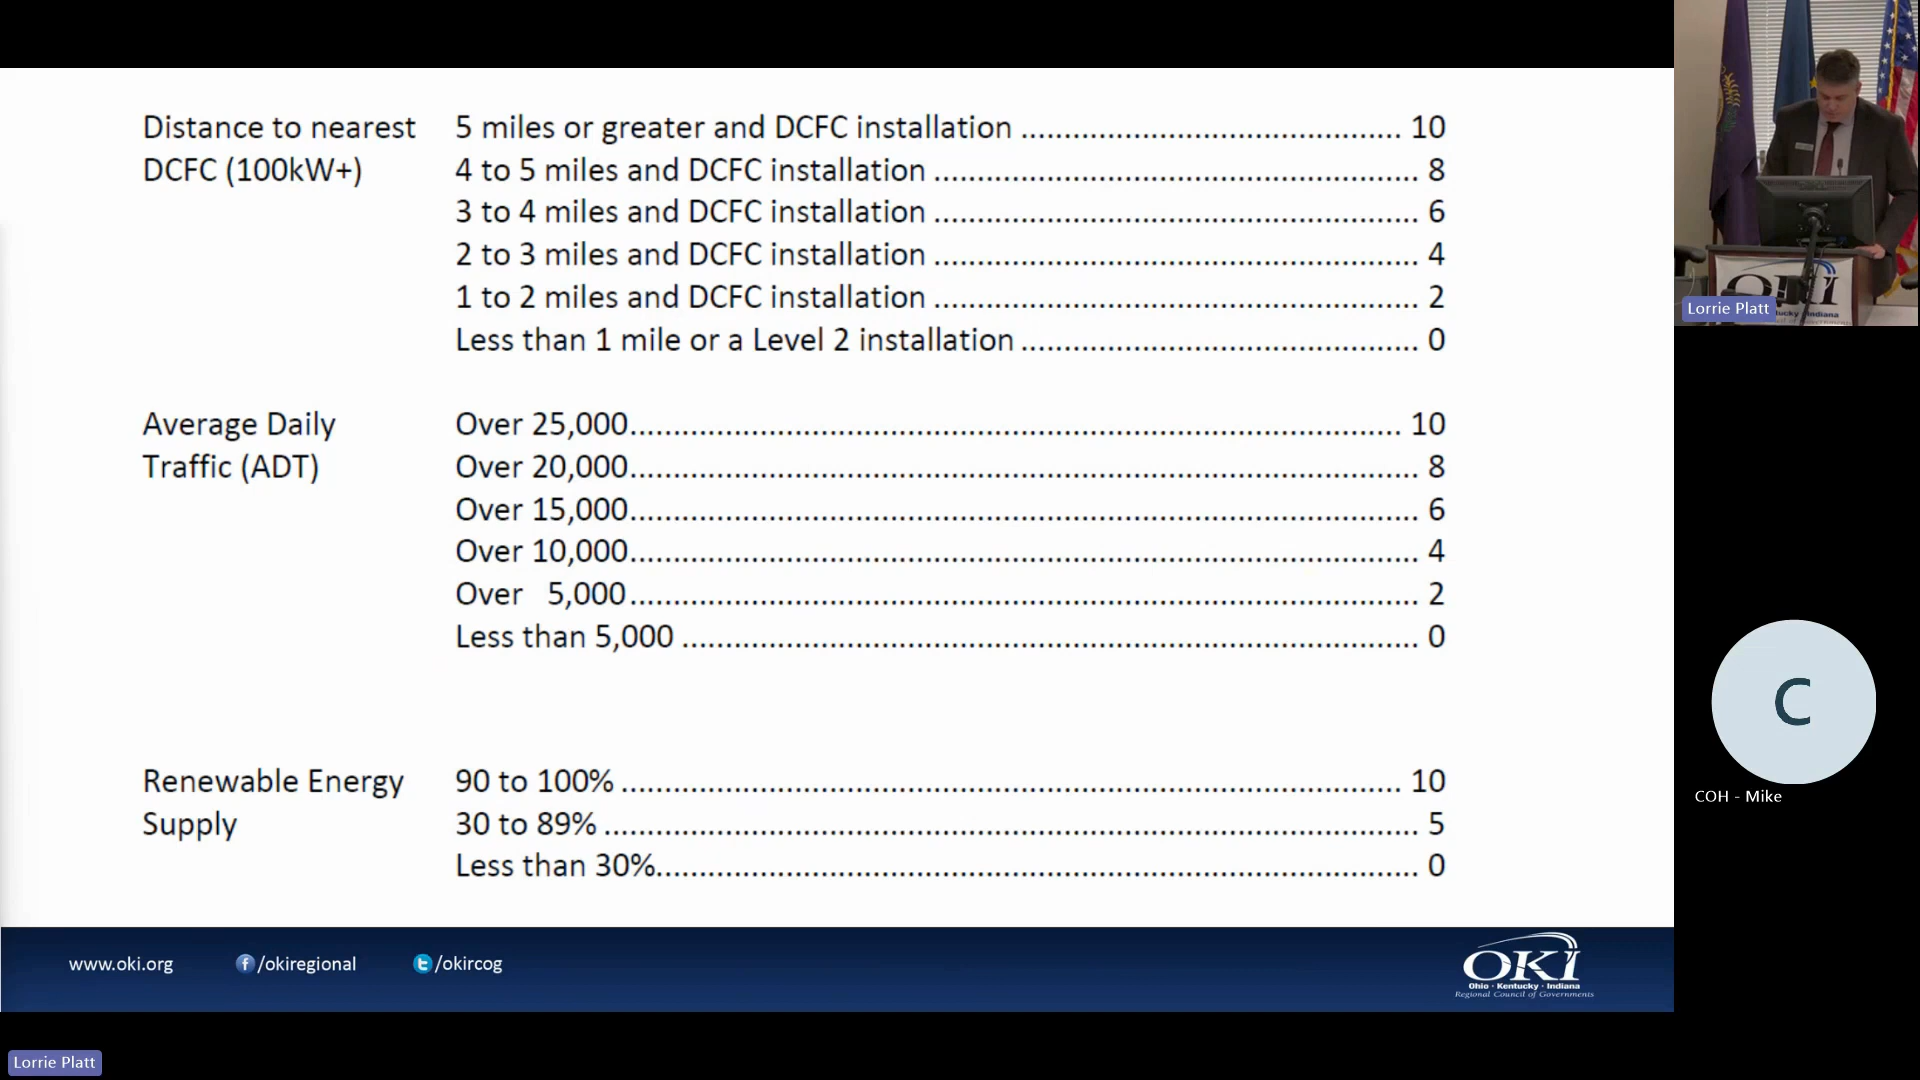 Distance to nearest
DCFC (100kW+)
5 miles or greater and DCFC installation ............................................ 10
4 to 5 miles and DCFC installation ........................................................ 8
3 to 4 miles and DCFC installation ........................................................ 6
2 to 3 miles and DCFC installation ........................................................ 4
1 to 2 miles and DCFC installation ........................................................ 2
Less than 1 mile or a Level 2 installation .............................................. 0
Average Daily
Traffic (ADT)
Over 25,000......................................................................................... 10
Over 20,000........................................................................................... 8
Over 15,000........................................................................................... 6
Over 10,000........................................................................................... 4
Over 5,000........................................................................................... 2
Less than 5,000 ..................................................................................... 0
Renewable Energy
Supply
90 to 100% .......................................................................................... 10
30 to 89% .............................................................................................. 5
Less than 30%........................................................................................ 0
www.oki.org
/okiregional
/okircog
OKI
Ohio · Kentucky · Indiana
Regional Council of Governments
OKI
Lorrie Platt
C
COH - Mike
Lorrie Platt